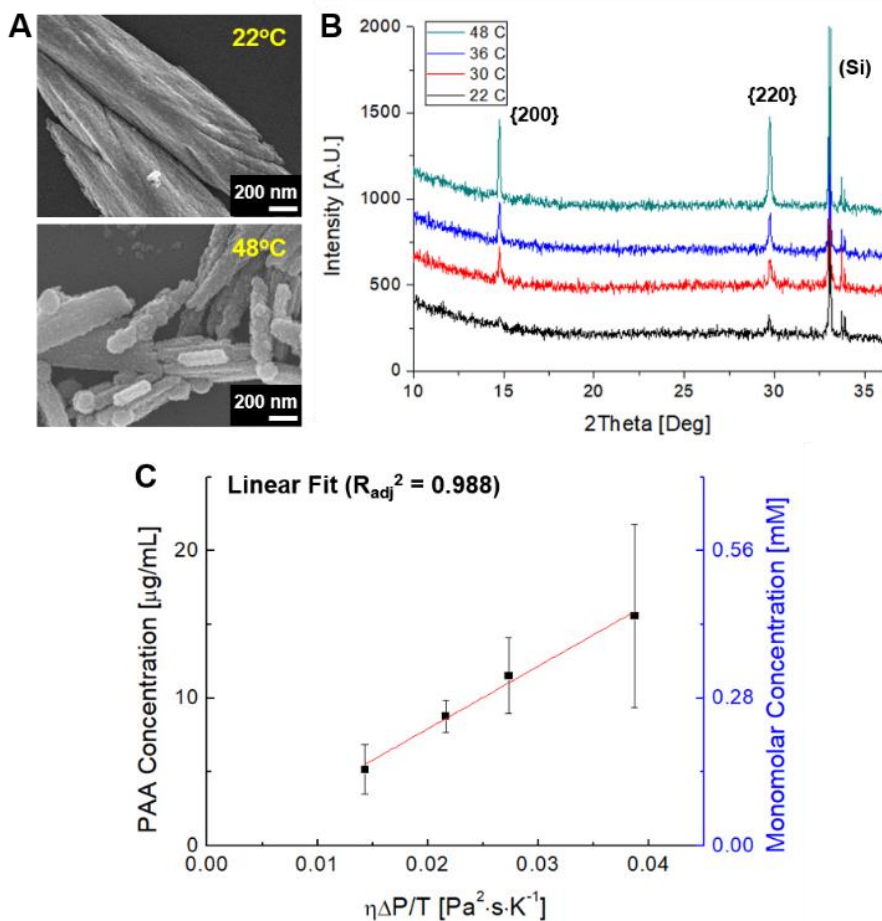 A
22°C
200 nm
48°C
200 nm
B
48 C
36 C
30 C
22 C
{200}
{220}
(Si)
2000
1500
1000
500
0
10
15
20
25
30
35
Intensity [A.U.]
2Theta [Deg]
C
Linear Fit (Radj² = 0.988)
PAA Concentration [µg/mL]
20
10
0
0.00
0.01
0.02
0.03
0.04
ηΔP/T [Pa²·s·K⁻¹]
0.56
0.28
0.00
Monomolar Concentration [mM]